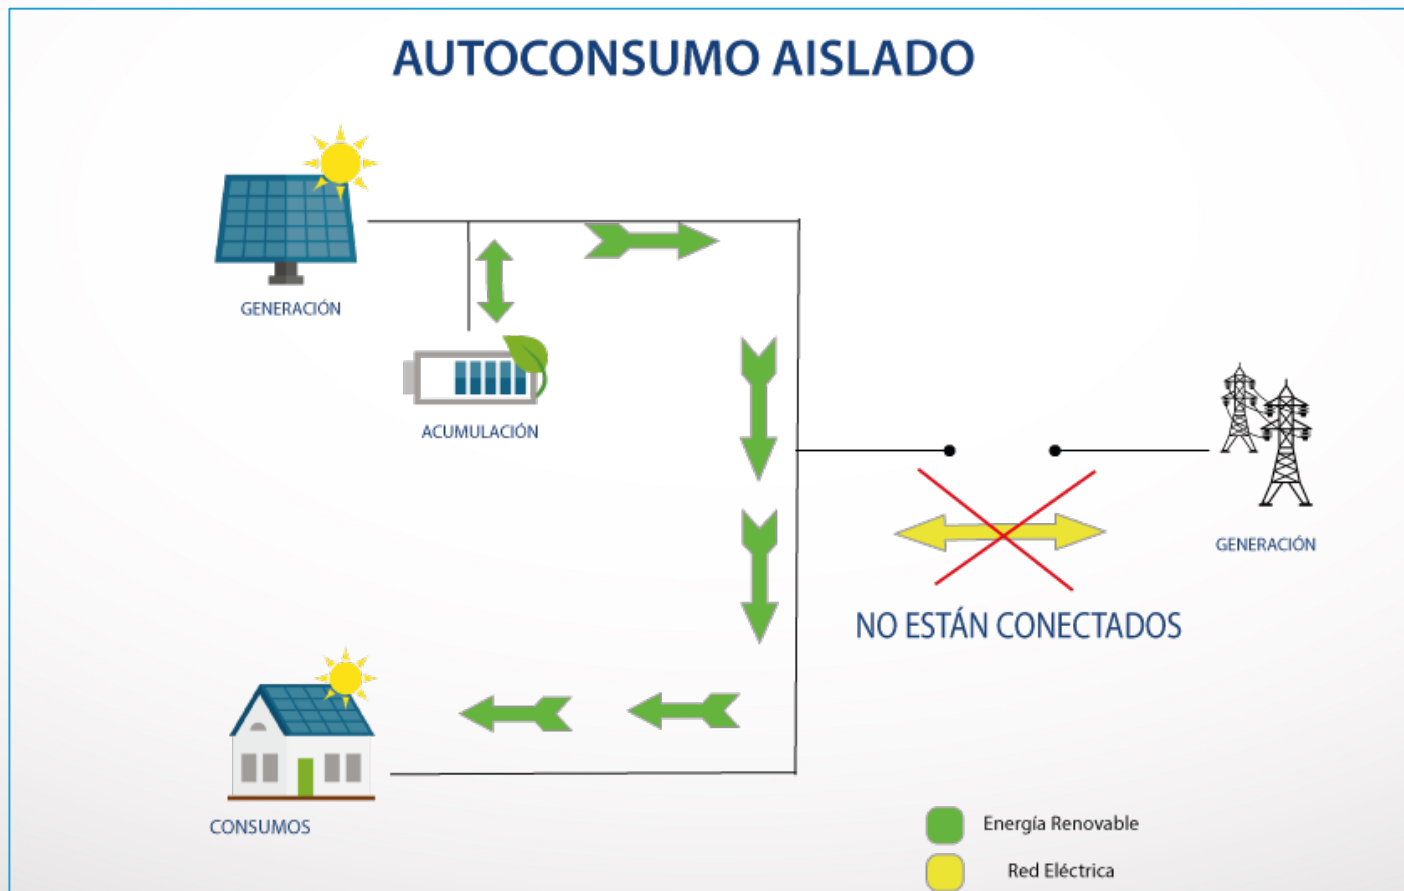 AUTOCONSUMO AISLADO
GENERACIÓN
ACUMULACIÓN
GENERACIÓN
NO ESTÁN CONECTADOS
CONSUMOS
Energía Renovable
Red Eléctrica